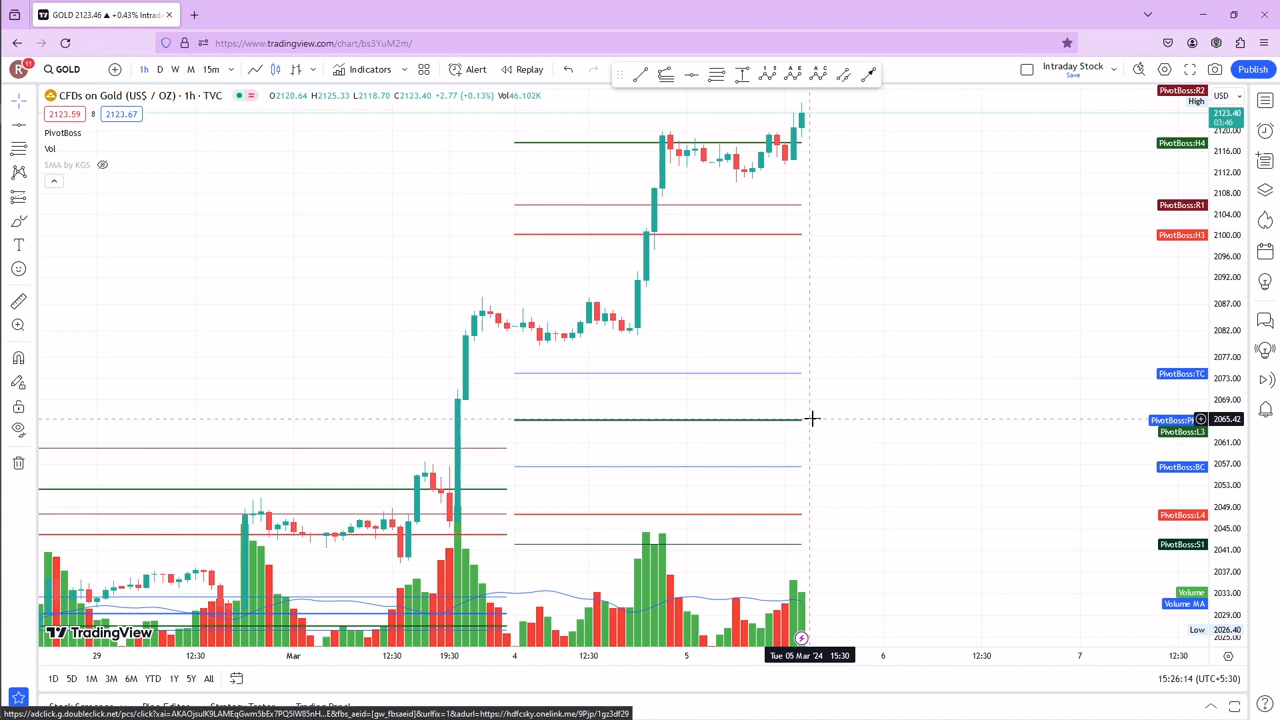 GOLD 2123.46 ▲ +0.43% Intrad
https://www.tradingview.com/chart/bs3YuM2m/
R 11 GOLD 1h D W M 15m Indicators Alert Replay Intraday Stock Save Publish
CFDs on Gold (US$ / OZ) · 1h · TVC O2120.64 H2125.33 L2118.70 C2123.40 +2.77 (+0.13%) Vol46.102K
2123.59 8 2123.67
PivotBoss
Vol
SMA by KGS
PivotBoss:R2 USD
High
2123.40
03:46
2120.00
PivotBoss:H4
2116.00
2112.00
2108.00
PivotBoss:R1
2104.00
PivotBoss:H3 2100.00
2096.00
2092.00
2087.00
2082.00
2077.00
PivotBoss:TC 2073.00
2069.00
2065.42
PivotBoss:L3
2061.00
PivotBoss:BC 2057.00
2053.00
2049.00
PivotBoss:L4
2045.00
PivotBoss:S1 2041.00
2037.00
Volume 2033.00
Volume MA
2029.00
Low 2026.40
2025.00
TradingView
29 12:30 Mar 12:30 19:30 4 12:30 5 Tue 05 Mar '24 15:30 6 12:30 7 12:30
1D 5D 1M 3M 6M YTD 1Y 5Y All 15:26:14 (UTC+5:30)